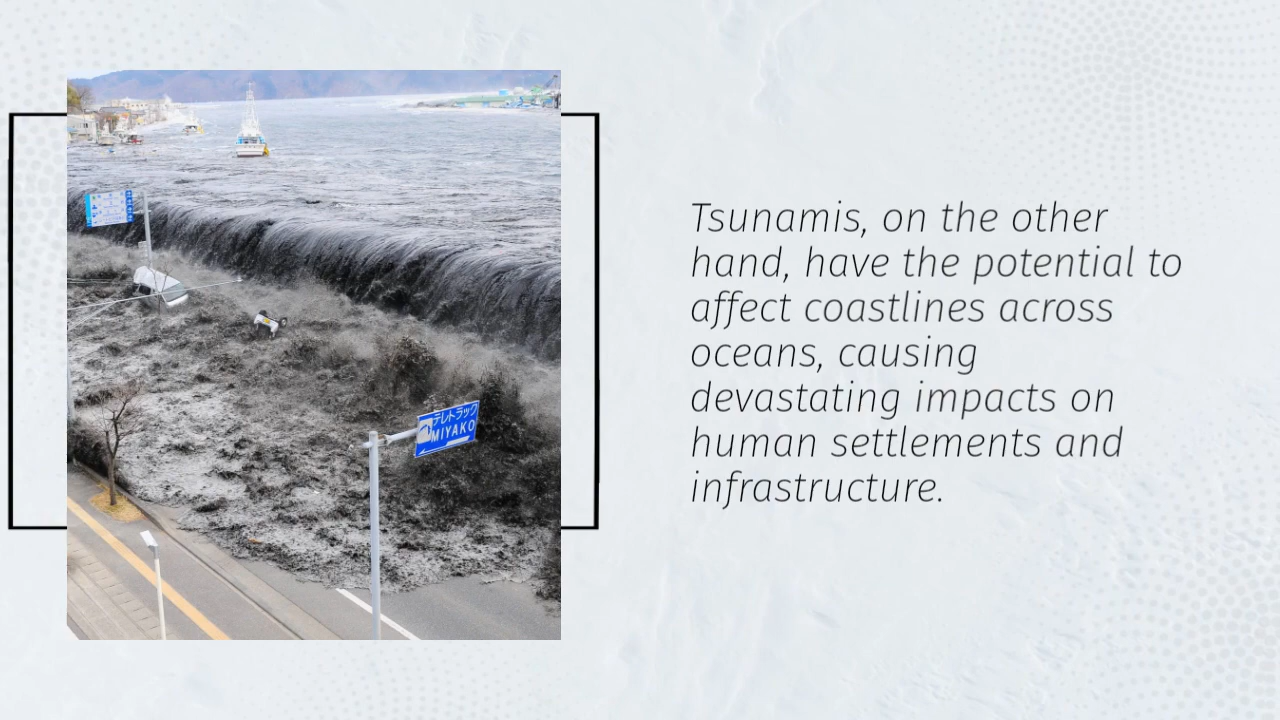 テレトラック
MIYAKO
Tsunamis, on the other
hand, have the potential to
affect coastlines across
oceans, causing
devastating impacts on
human settlements and
infrastructure.